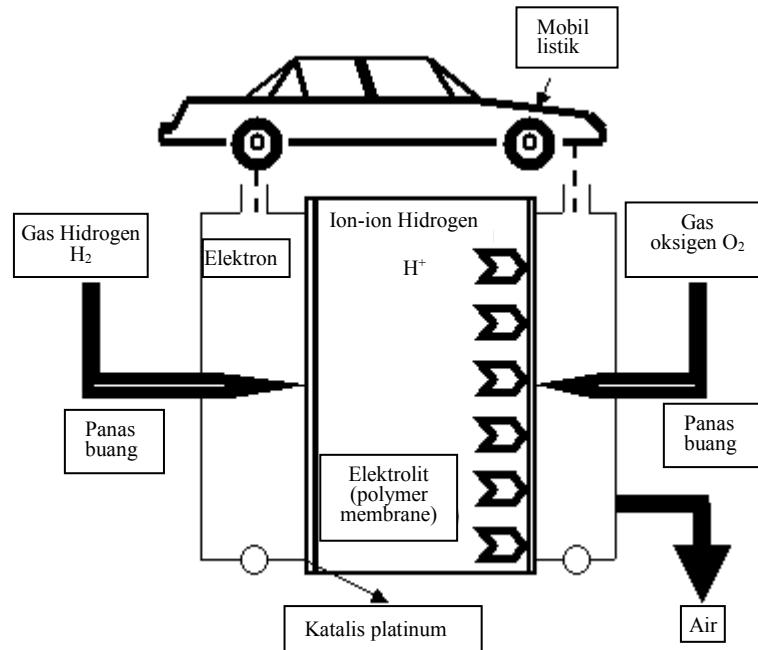 Mobil
listik
Gas Hidrogen
H₂
Elektron
Ion-ion Hidrogen
H⁺
Gas
oksigen O₂
Panas
buang
Elektrolit
(polymer
membrane)
Panas
buang
Katalis platinum
Air